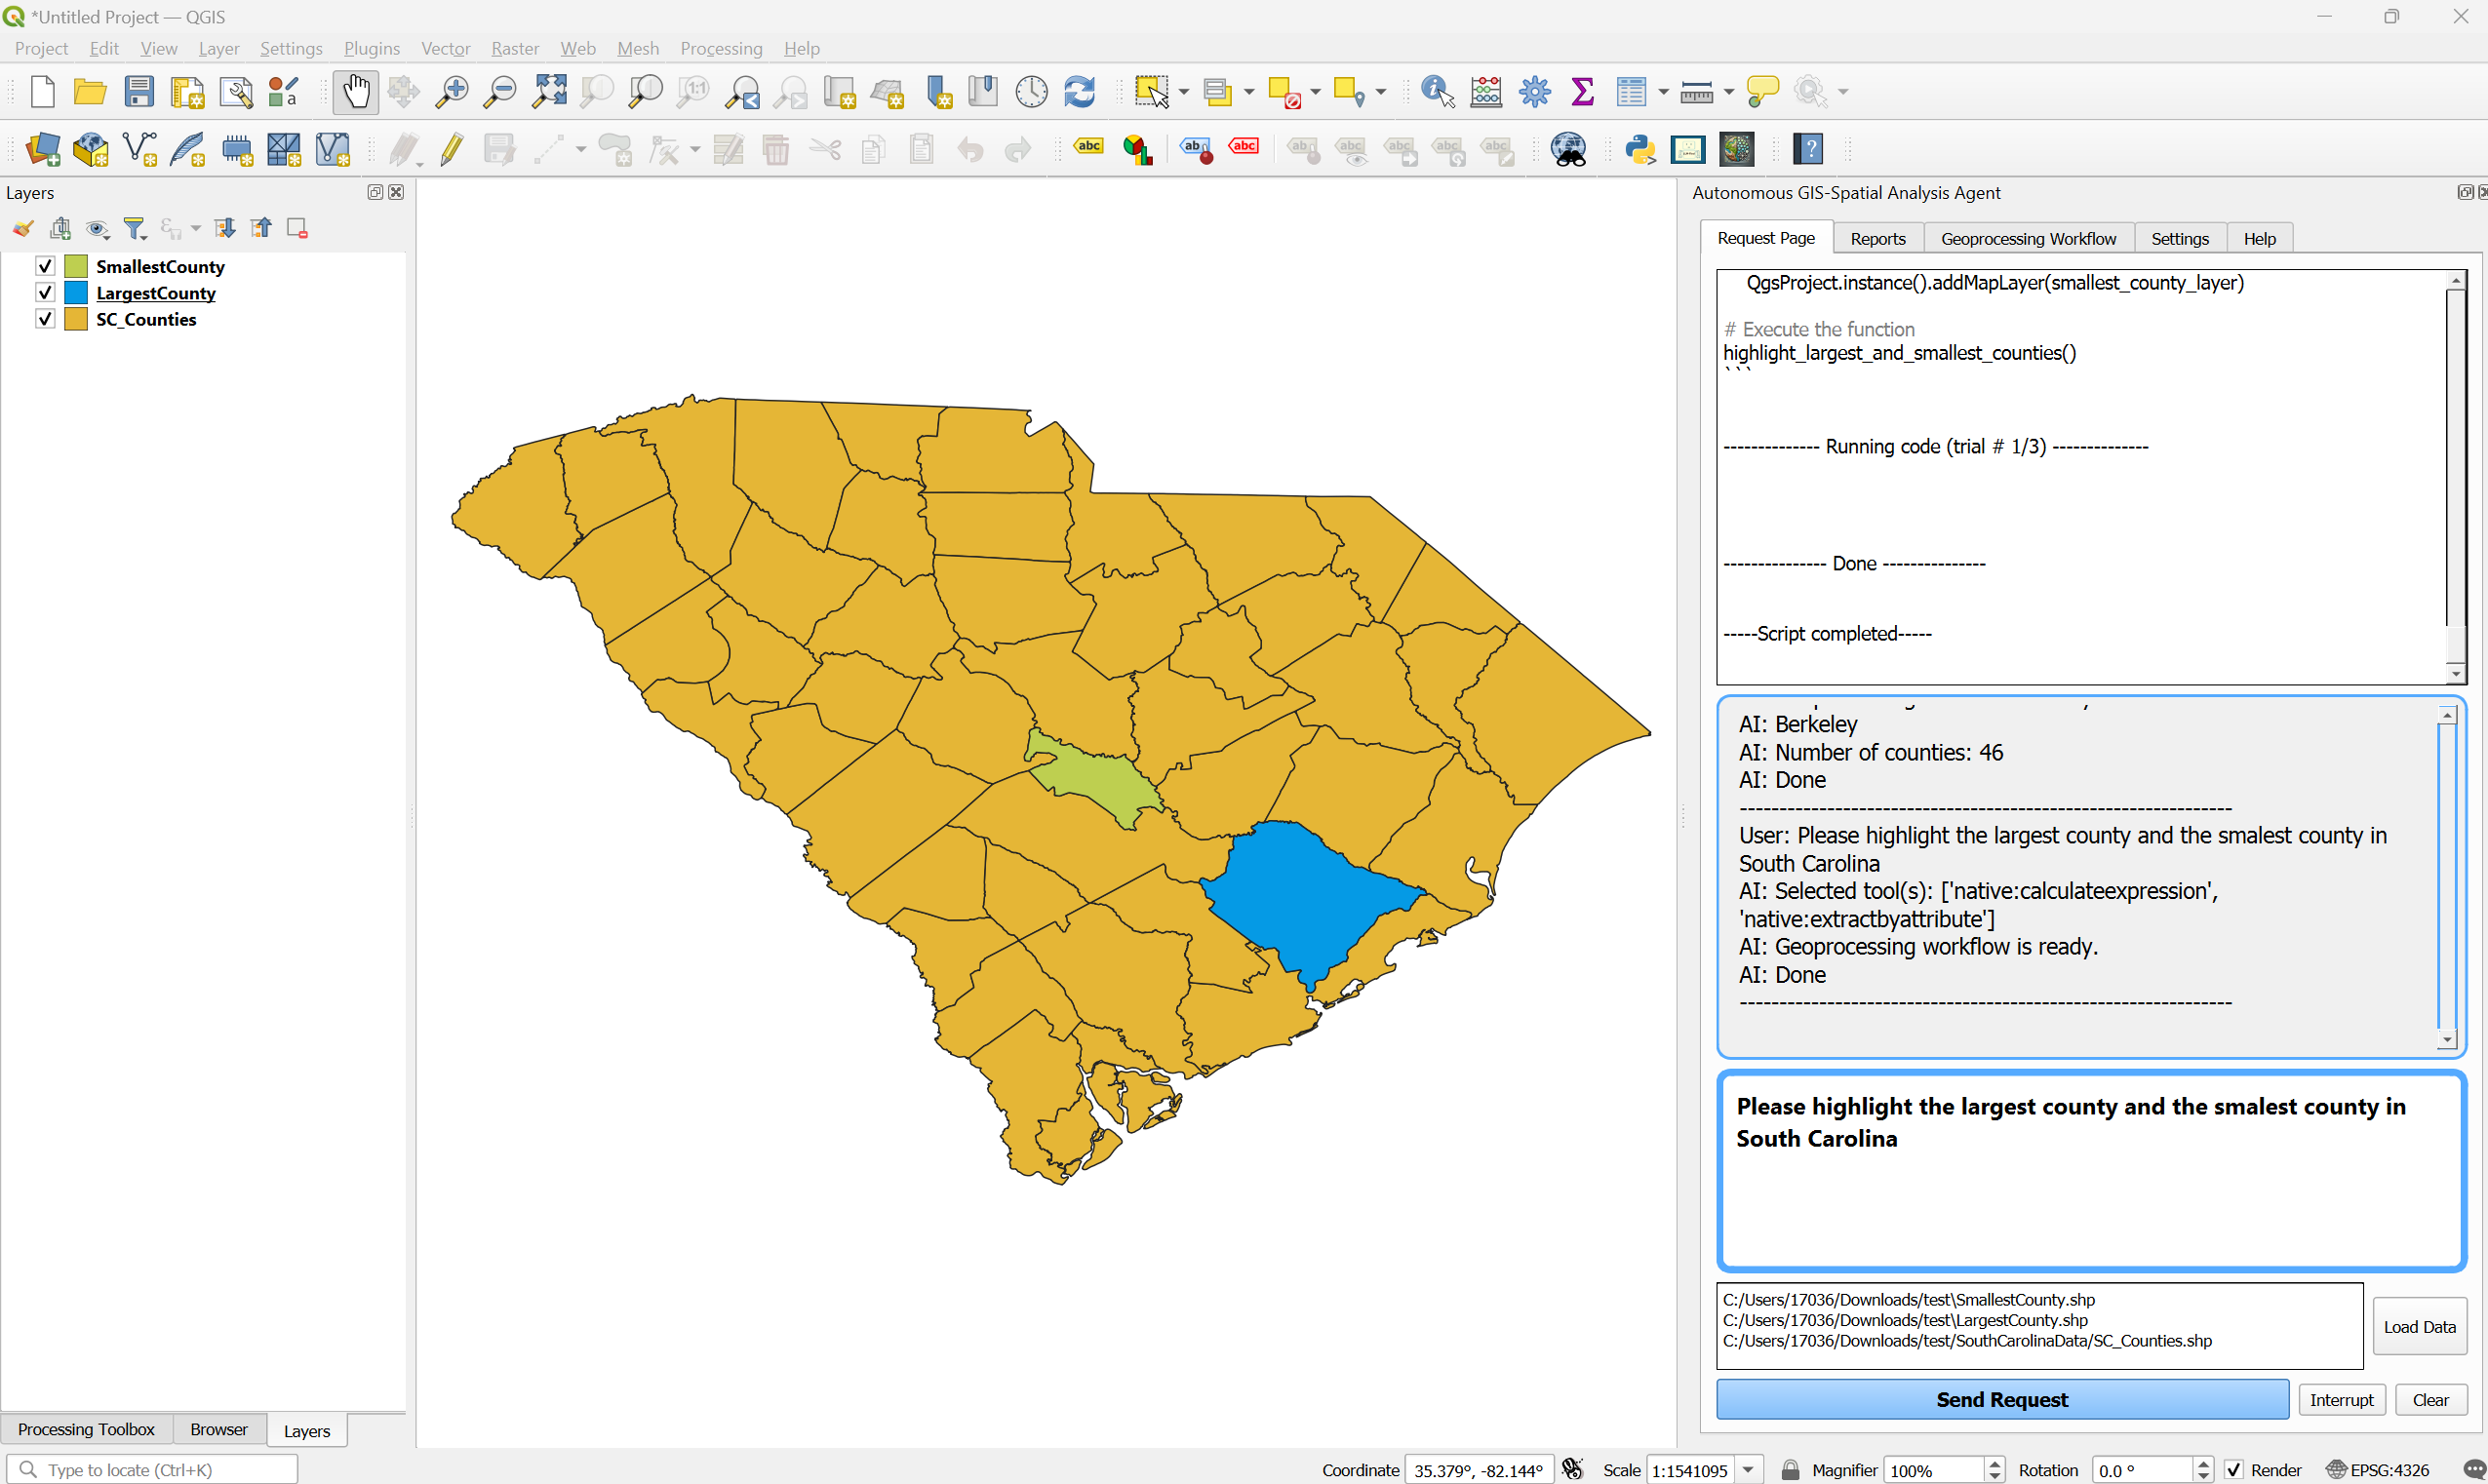 *Untitled Project — QGIS
Project Edit View Layer Settings Plugins Vector Raster Web Mesh Processing Help
Layers
SmallestCounty
LargestCounty
SC_Counties
Processing Toolbox Browser Layers
Type to locate (Ctrl+K)
Autonomous GIS-Spatial Analysis Agent
Request Page Reports Geoprocessing Workflow Settings Help
QgsProject.instance().addMapLayer(smallest_county_layer)
# Execute the function
highlight_largest_and_smallest_counties()
```
-------------- Running code (trial # 1/3) --------------
--------------- Done ---------------
-----Script completed-----
AI: Berkeley
AI: Number of counties: 46
AI: Done
User: Please highlight the largest county and the smalest county in
South Carolina
AI: Selected tool(s): ['native:calculateexpression',
'native:extractbyattribute']
AI: Geoprocessing workflow is ready.
AI: Done
Please highlight the largest county and the smalest county in
South Carolina
C:/Users/17036/Downloads/test\SmallestCounty.shp
C:/Users/17036/Downloads/test\LargestCounty.shp
C:/Users/17036/Downloads/test/SouthCarolinaData/SC_Counties.shp
Load Data
Send Request Interrupt Clear
Coordinate 35.379°, -82.144° Scale 1:1541095 Magnifier 100% Rotation 0.0 ° Render EPSG:4326